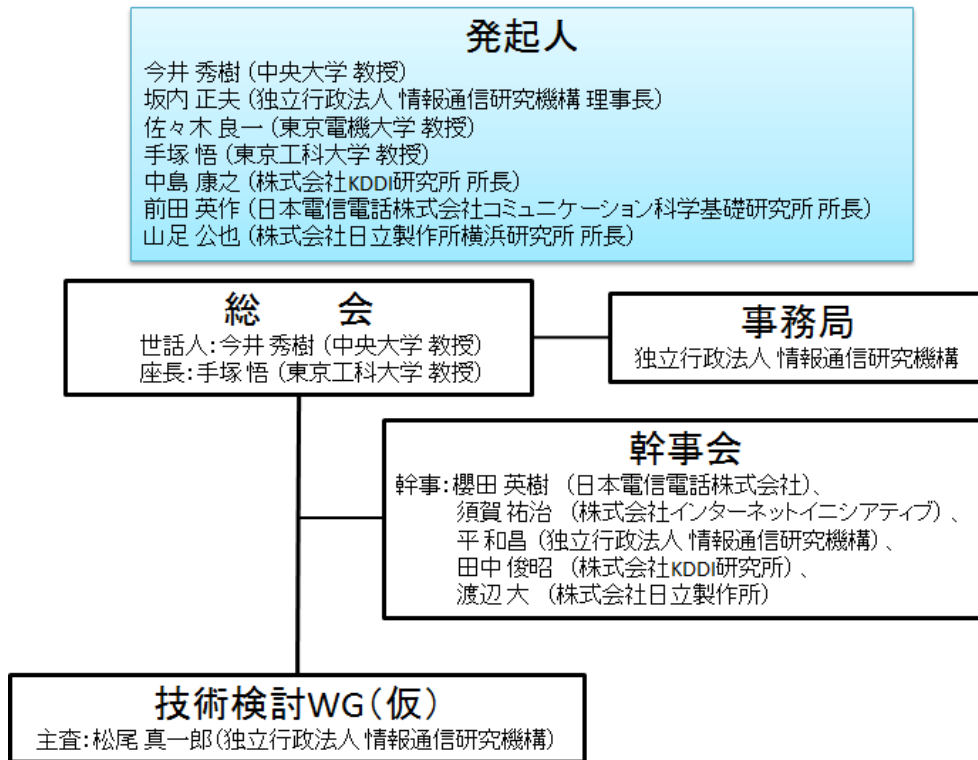 発起人
今井 秀樹 (中央大学 教授)
坂内 正夫 (独立行政法人 情報通信研究機構 理事長)
佐々木 良一 (東京電機大学 教授)
手塚 悟 (東京工科大学 教授)
中島 康之 (株式会社KDDI研究所 所長)
前田 英作 (日本電信電話株式会社コミュニケーション科学基礎研究所 所長)
山足 公也 (株式会社日立製作所横浜研究所 所長)
総　会
世話人:今井 秀樹 (中央大学 教授)
座長:手塚 悟 (東京工科大学 教授)
事務局
独立行政法人 情報通信研究機構
幹事会
幹事:櫻田 英樹 (日本電信電話株式会社)、
須賀 祐治 (株式会社インターネットイニシアティブ)、
平 和昌 (独立行政法人 情報通信研究機構)、
田中 俊昭 (株式会社KDDI研究所)、
渡辺 大 (株式会社日立製作所)
技術検討WG(仮)
主査:松尾 真一郎(独立行政法人 情報通信研究機構)